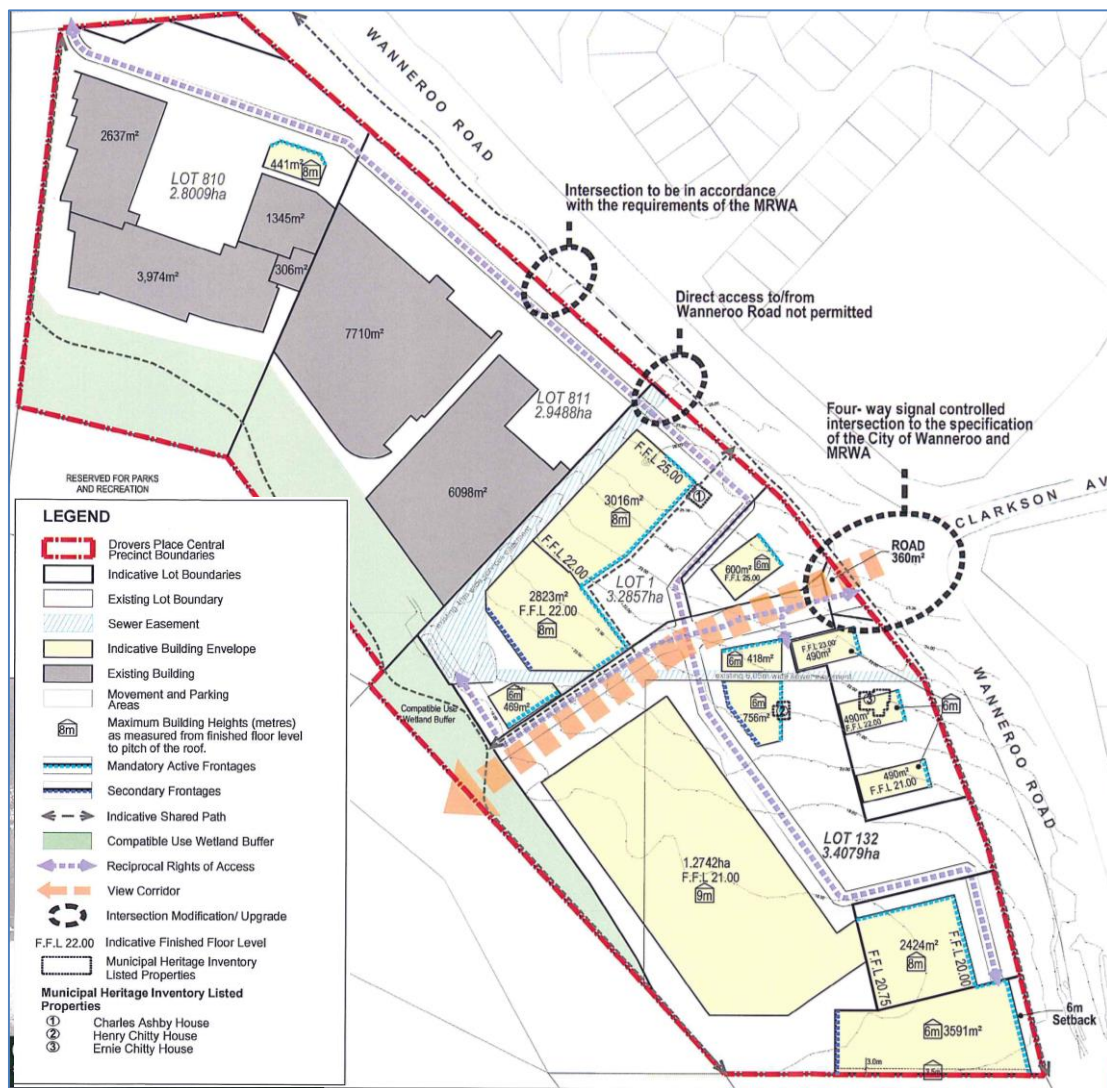 WANNEROO ROAD
2637m²
LOT 810
2.8009ha
441m²
8m
1345m²
306m²
3,974m²
Intersection to be in accordance
with the requirements of the MRWA
Direct access to/from
Wanneroo Road not permitted
7710m²
LOT 811
2.9488ha
Four- way signal controlled
intersection to the specification
of the City of Wanneroo and
MRWA
CLARKSON AV
6098m²
F.F.L 25.00
3016m²
8m
1
ROAD
360m²
600m²
6m
F.F.L 25.00
F.F.L 22.00
LOT 1
3.2857ha
2823m²
F.F.L 22.00
8m
F.F.L 23.00
490m²
6m
418m²
6m
756m²
2
6m
469m²
Compatible Use
Wetland Buffer
3
490m²
F.F.L 22.00
6m
490m²
F.F.L 21.00
WANNEROO ROAD
LOT 132
3.4079ha
1.2742ha
F.F.L 21.00
9m
2424m²
8m
F.F.L 20.75
F.F.L 20.00
6m
Setback
6m
3591m²
3.0m
RESERVED FOR PARKS
AND RECREATION
LEGEND
Drovers Place Central
Precinct Boundaries
Indicative Lot Boundaries
Existing Lot Boundary
Sewer Easement
Indicative Building Envelope
Existing Building
Movement and Parking
Areas
8m
Maximum Building Heights (metres)
as measured from finished floor level
to pitch of the roof.
Mandatory Active Frontages
Secondary Frontages
Indicative Shared Path
Compatible Use Wetland Buffer
Reciprocal Rights of Access
View Corridor
Intersection Modification/ Upgrade
F.F.L 22.00 Indicative Finished Floor Level
Municipal Heritage Inventory
Listed Properties
Municipal Heritage Inventory Listed
Properties
1 Charles Ashby House
2 Henry Chitty House
3 Ernie Chitty House